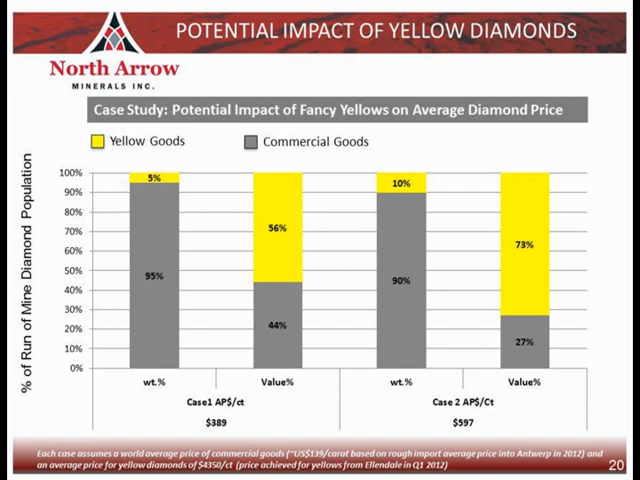 POTENTIAL IMPACT OF YELLOW DIAMONDS
North Arrow
MINERALS INC.
Case Study: Potential Impact of Fancy Yellows on Average Diamond Price
Yellow Goods
Commercial Goods
% of Run of Mine Diamond Population
100%
90%
80%
70%
60%
50%
40%
30%
20%
10%
0%
5%
95%
56%
44%
10%
90%
73%
27%
wt.% Value% wt.% Value%
Case1 AP$/ct Case 2 AP$/Ct
$389 $597
Each case assumes a world average price of commercial goods (~US$139/carat based on rough import average price into Antwerp in 2012) and
an average price for yellow diamonds of $4350/ct (price achieved for yellows from Ellendale in Q1 2012)
20